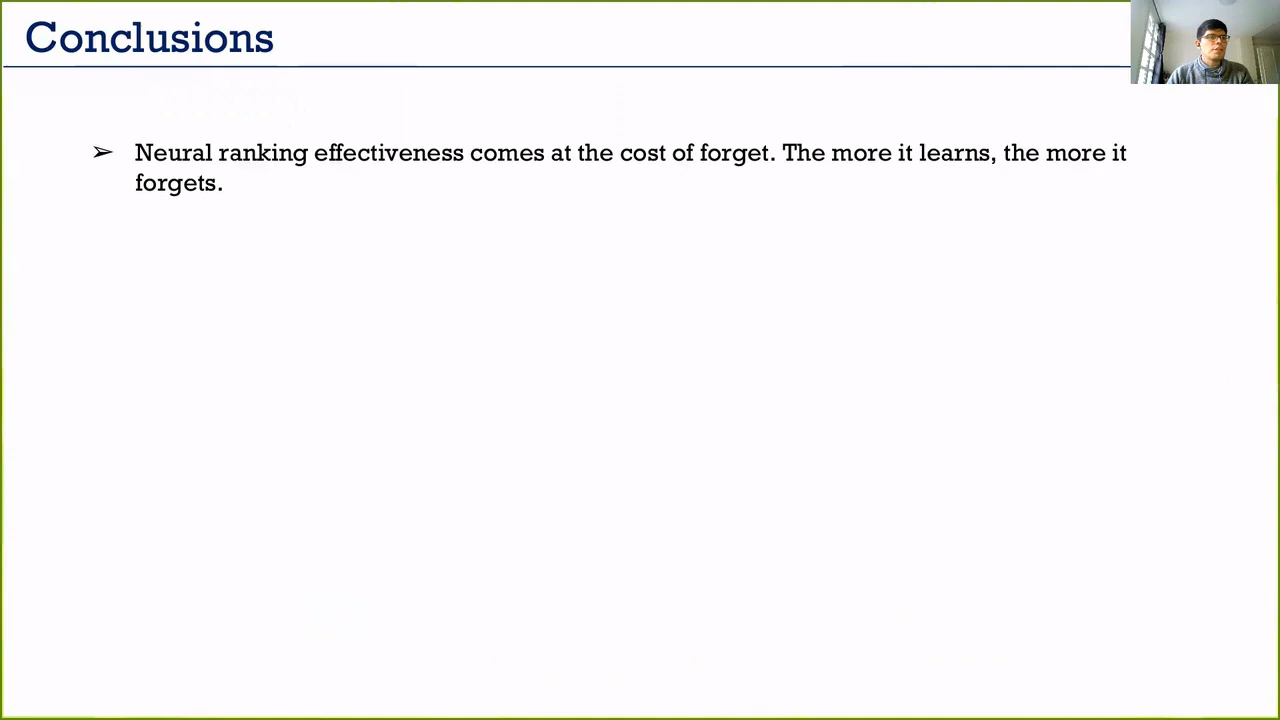 Conclusions
➢ Neural ranking effectiveness comes at the cost of forget. The more it learns, the more it
forgets.